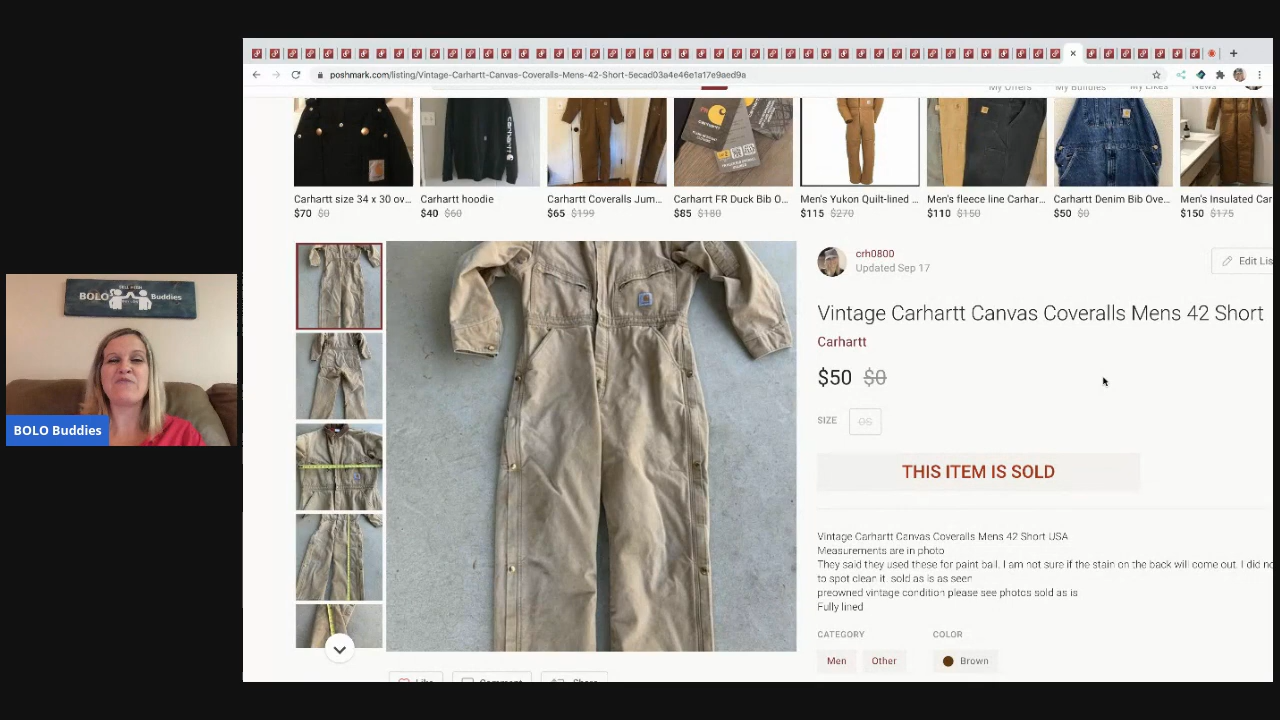 poshmark.com/listing/Vintage-Carhartt-Canvas-Coveralls-Mens-42-Short-5ecad03a4e46e1a17e9aed9a
My Offers My Bundles My Likes News
Carhartt size 34 x 30 ov...
$70 $0
Carhartt hoodie
$40 $60
Carhartt Coveralls Jum...
$65 $199
Carharrt FR Duck Bib O...
$85 $180
Men's Yukon Quilt-lined ...
$115 $270
Men's fleece line Carhar...
$110 $150
Carhartt Denim Bib Ove...
$50 $0
Men's Insulated Car
$150 $175
carhartt
crh0800
Updated Sep 17
Edit Lis
Vintage Carhartt Canvas Coveralls Mens 42 Short
Carhartt
$50 $0
SIZE OS
THIS ITEM IS SOLD
Vintage Carhartt Canvas Coveralls Mens 42 Short USA
Measurements are in photo
They said they used these for paint ball. I am not sure if the stain on the back will come out. I did no
to spot clean it. sold as is as seen
preowned vintage condition please see photos sold as is
Fully lined
CATEGORY
Men Other
COLOR
Brown
Like Comment Share
BOLO Buddies
BOLO Buddies